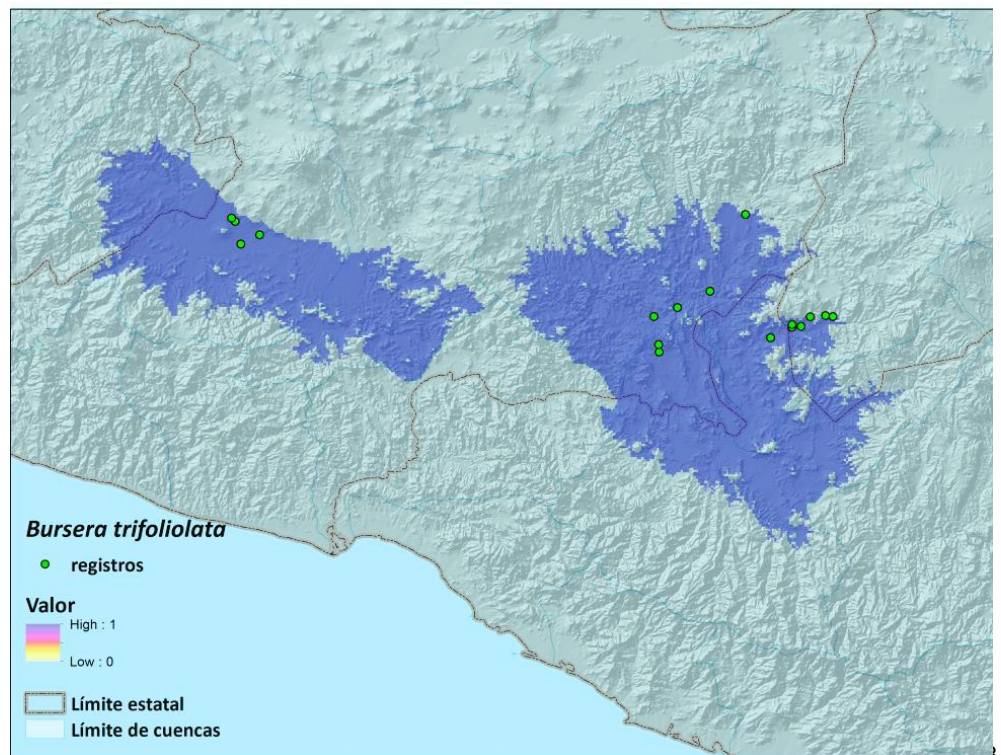 Bursera trifoliolata
registros
Valor
High : 1
Low : 0
Límite estatal
Límite de cuencas